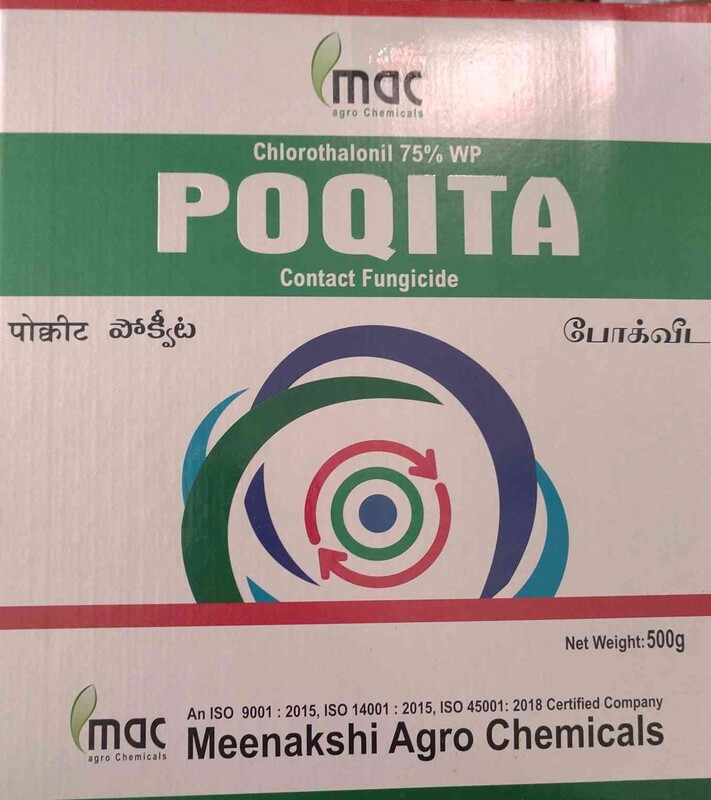 mac
agro Chemicals
Chlorothalonil 75% WP
POQITA
Contact Fungicide
पोक्कीट పోక్వీట போக்வீட
Net Weight: 500g
mac
agro Chemicals
An ISO 9001 : 2015, ISO 14001 : 2015, ISO 45001: 2018 Certified Company
Meenakshi Agro Chemicals